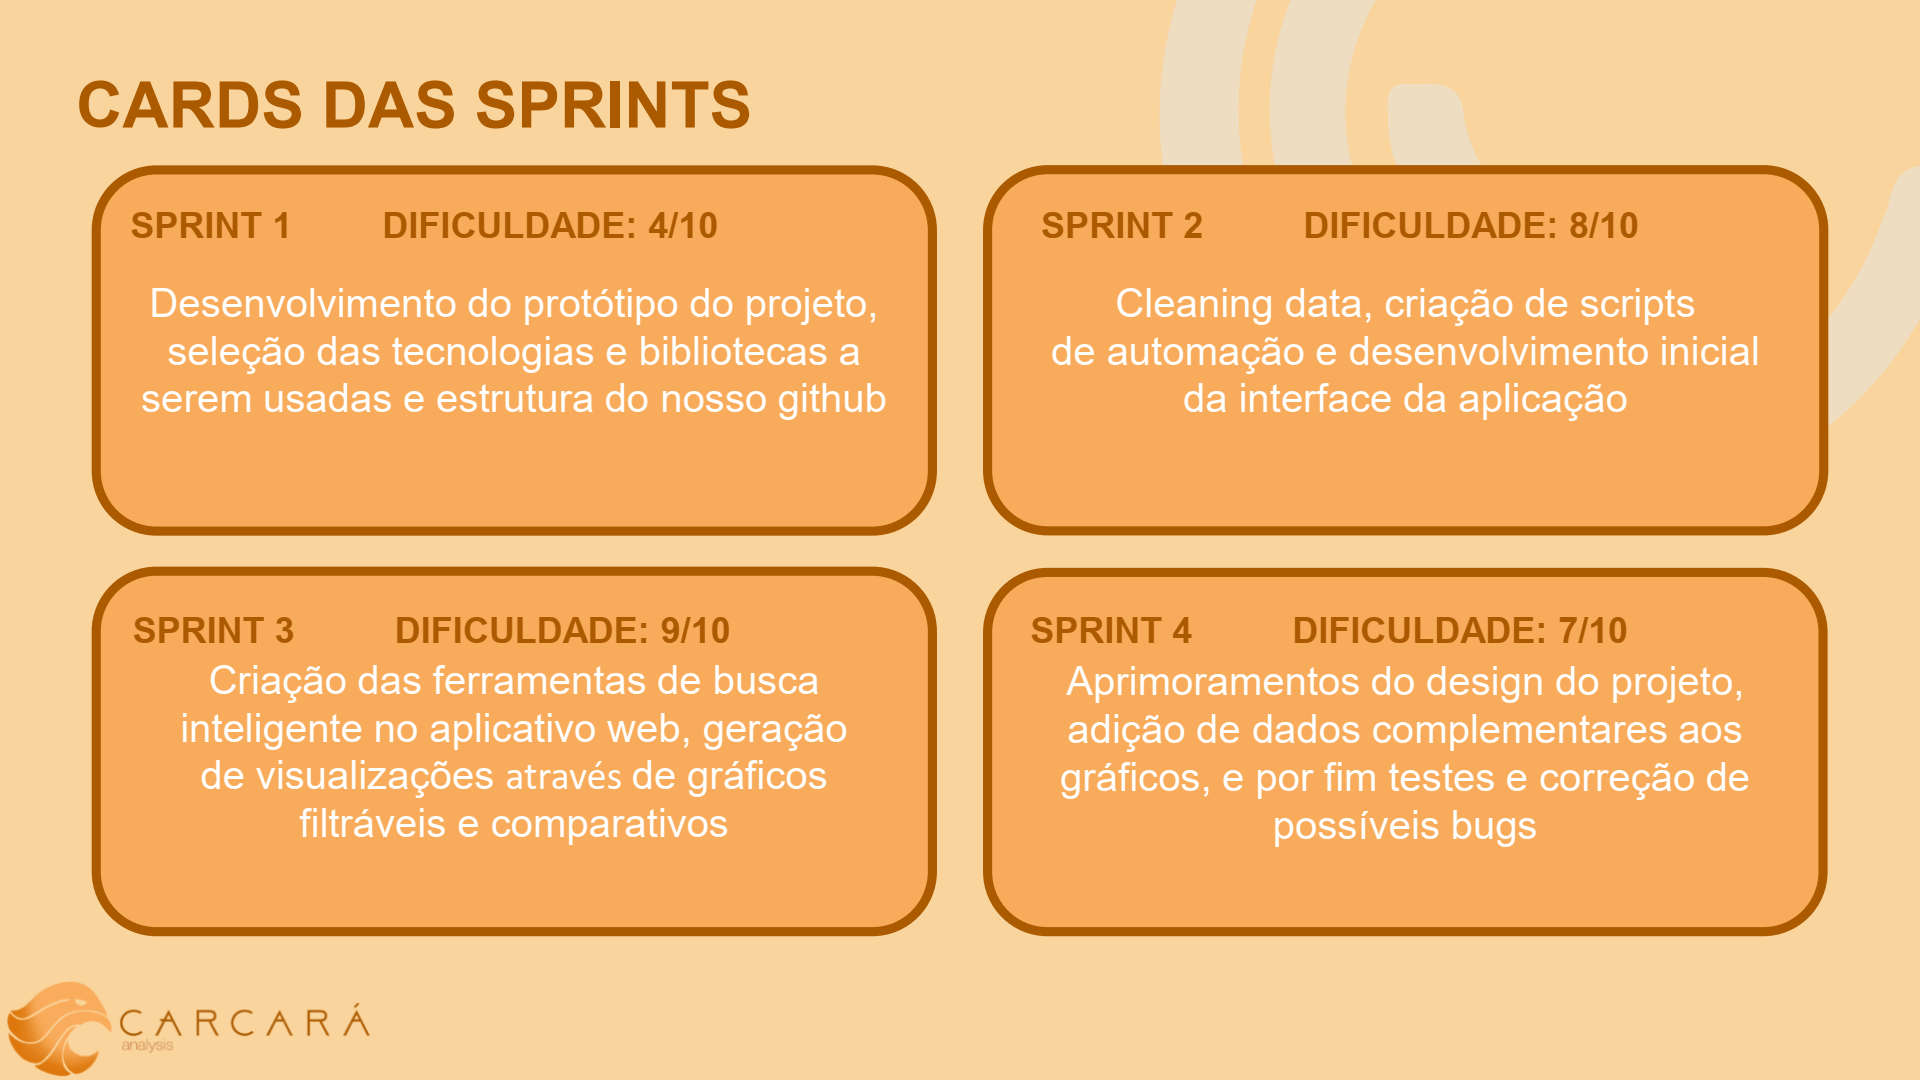 CARDS DAS SPRINTS
SPRINT 1 DIFICULDADE: 4/10
Desenvolvimento do protótipo do projeto,
seleção das tecnologias e bibliotecas a
serem usadas e estrutura do nosso github
SPRINT 2 DIFICULDADE: 8/10
Cleaning data, criação de scripts
de automação e desenvolvimento inicial
da interface da aplicação
SPRINT 3 DIFICULDADE: 9/10
Criação das ferramentas de busca
inteligente no aplicativo web, geração
de visualizações através de gráficos
filtráveis e comparativos
SPRINT 4 DIFICULDADE: 7/10
Aprimoramentos do design do projeto,
adição de dados complementares aos
gráficos, e por fim testes e correção de
possíveis bugs
CARCARÁ
analysis